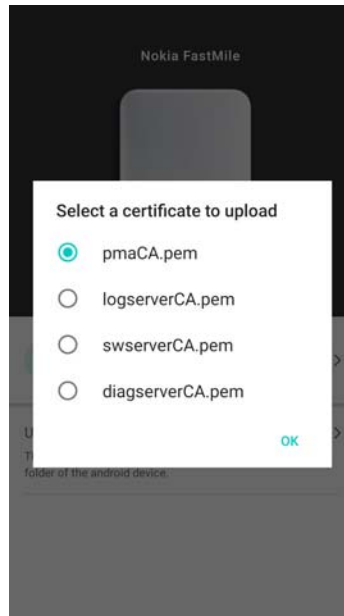 Nokia FastMile
Select a certificate to upload
pmaCA.pem
logserverCA.pem
swserverCA.pem
diagserverCA.pem
OK
U
folder of the android device.